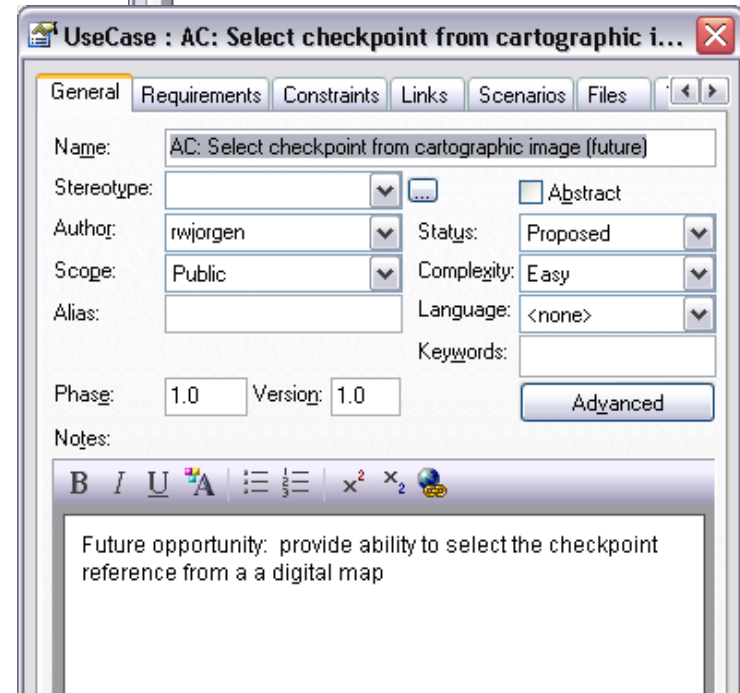 UseCase : AC: Select checkpoint from cartographic i...
General Requirements Constraints Links Scenarios Files
Name: AC: Select checkpoint from cartographic image (future)
Stereotype: ... Abstract
Author: rwjorgen Status: Proposed
Scope: Public Complexity: Easy
Alias: Language: <none>
Keywords:
Phase: 1.0 Version: 1.0 Advanced
Notes:
B I U A x² x₂
Future opportunity: provide ability to select the checkpoint
reference from a a digital map